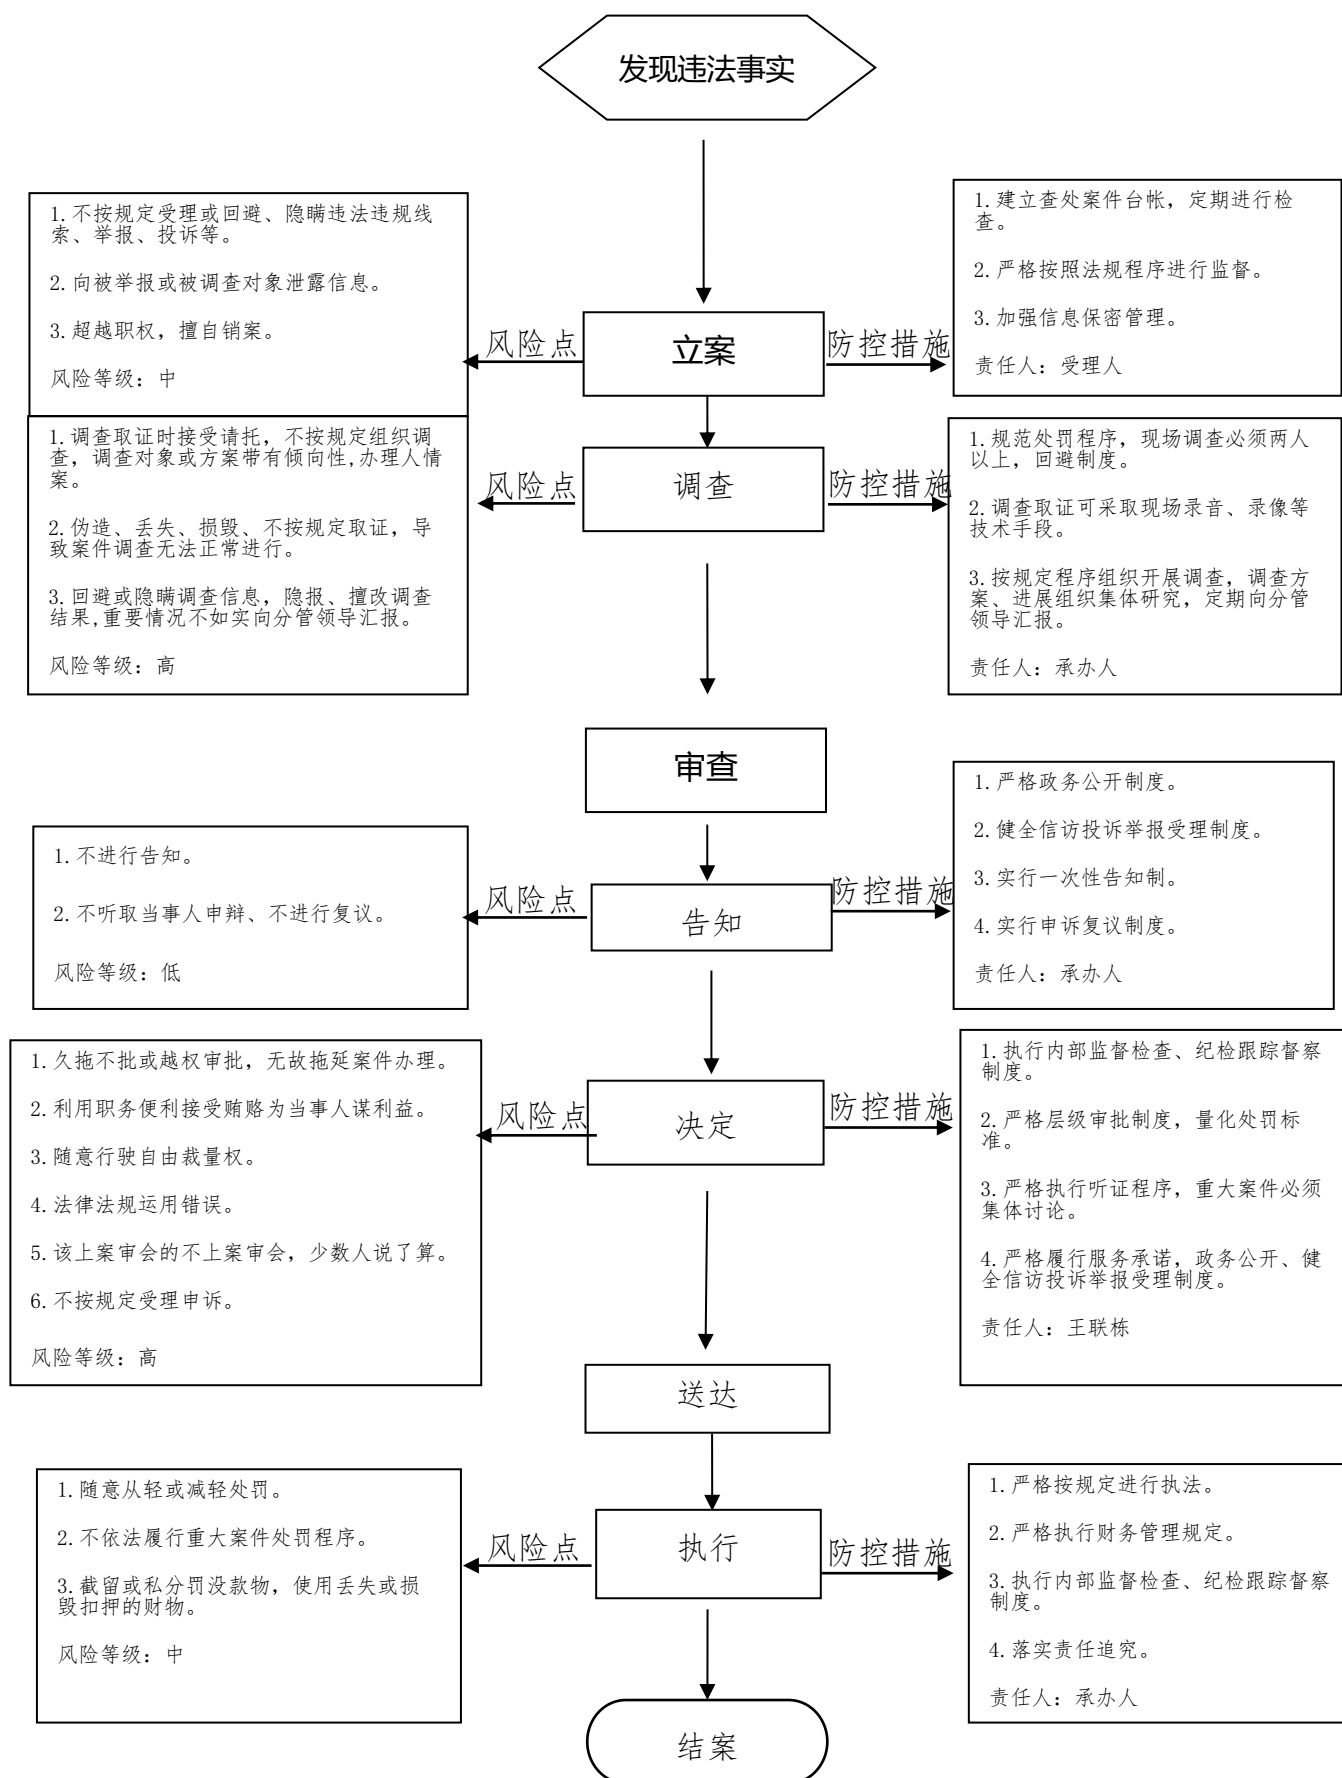 发现违法事实
1.不按规定受理或回避、隐瞒违法违规线
索、举报、投诉等。
2.向被举报或被调查对象泄露信息。
3.超越职权，擅自销案。
风险等级：中
风险点
立案
防控措施
1.建立查处案件台帐，定期进行检
查。
2.严格按照法规程序进行监督。
3.加强信息保密管理。
责任人：受理人
1.调查取证时接受请托，不按规定组织调
查，调查对象或方案带有倾向性,办理人情
案。
2.伪造、丢失、损毁、不按规定取证，导
致案件调查无法正常进行。
3.回避或隐瞒调查信息，隐报、擅改调查
结果,重要情况不如实向分管领导汇报。
风险等级：高
风险点
调查
防控措施
1.规范处罚程序，现场调查必须两人
以上，回避制度。
2.调查取证可采取现场录音、录像等
技术手段。
3.按规定程序组织开展调查，调查方
案、进展组织集体研究，定期向分管
领导汇报。
责任人：承办人
审查
1.不进行告知。
2.不听取当事人申辩、不进行复议。
风险等级：低
风险点
告知
防控措施
1.严格政务公开制度。
2.健全信访投诉举报受理制度。
3.实行一次性告知制。
4.实行申诉复议制度。
责任人：承办人
1.久拖不批或越权审批，无故拖延案件办理。
2.利用职务便利接受贿赂为当事人谋利益。
3.随意行驶自由裁量权。
4.法律法规运用错误。
5.该上案审会的不上案审会，少数人说了算。
6.不按规定受理申诉。
风险等级：高
风险点
决定
防控措施
1.执行内部监督检查、纪检跟踪督察
制度。
2.严格层级审批制度，量化处罚标
准。
3.严格执行听证程序，重大案件必须
集体讨论。
4.严格履行服务承诺，政务公开、健
全信访投诉举报受理制度。
责任人：王联栋
送达
1.随意从轻或减轻处罚。
2.不依法履行重大案件处罚程序。
3.截留或私分罚没款物，使用丢失或损
毁扣押的财物。
风险等级：中
风险点
执行
防控措施
1.严格按规定进行执法。
2.严格执行财务管理规定。
3.执行内部监督检查、纪检跟踪督察
制度。
4.落实责任追究。
责任人：承办人
结案